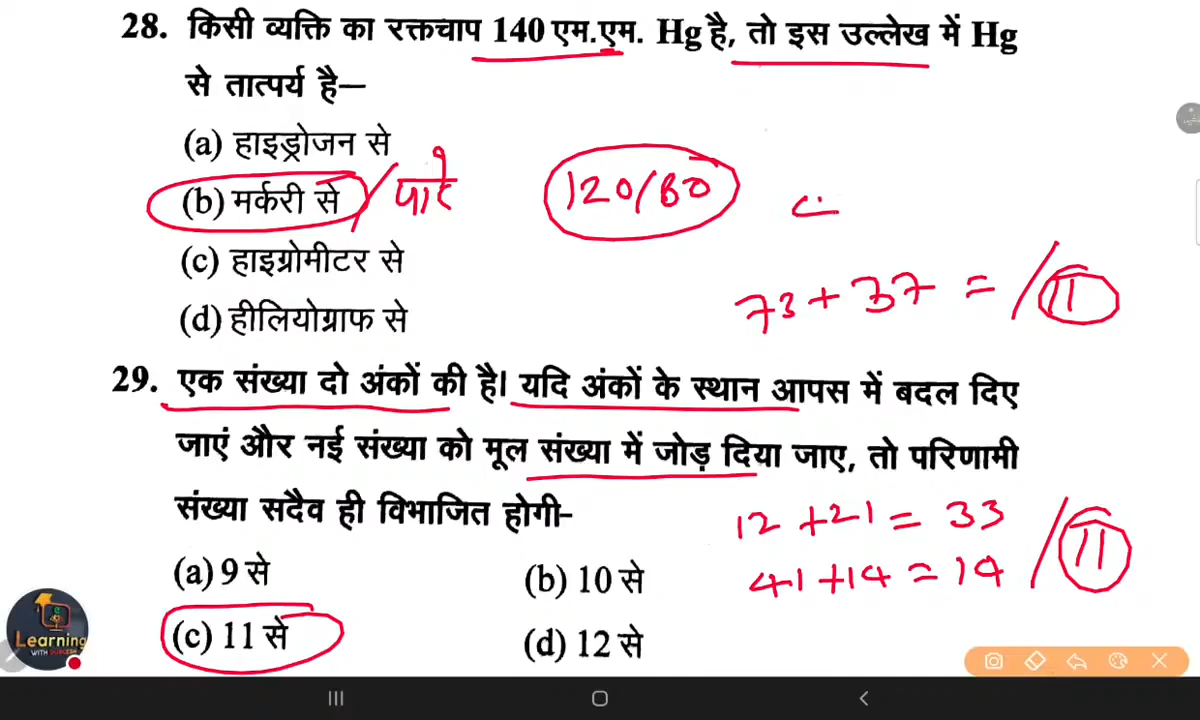 28. किसी व्यक्ति का रक्तचाप 140 एम.एम. Hg है, तो इस उल्लेख में Hg
से तात्पर्य है—
(a) हाइड्रोजन से
(b) मर्करी से / पारे 120/80
(c) हाइग्रोमीटर से
73 + 37 = / 11
(d) हीलियोग्राफ से
29. एक संख्या दो अंकों की है। यदि अंकों के स्थान आपस में बदल दिए
जाएं और नई संख्या को मूल संख्या में जोड़ दिया जाए, तो परिणामी
संख्या सदैव ही विभाजित होगी-
12 + 21 = 33 / 11
(a) 9 से (b) 10 से
41 + 14 = 14
(c) 11 से (d) 12 से
Learning
WITH